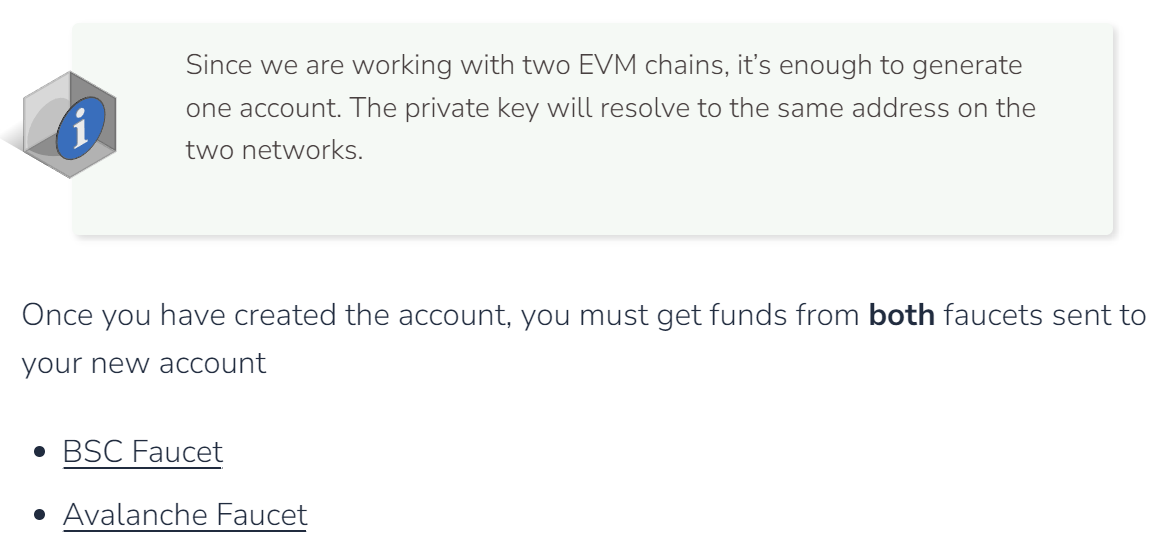 Since we are working with two EVM chains, it’s enough to generate
one account. The private key will resolve to the same address on the
two networks.
Once you have created the account, you must get funds from both faucets sent to
your new account
• BSC Faucet
• Avalanche Faucet